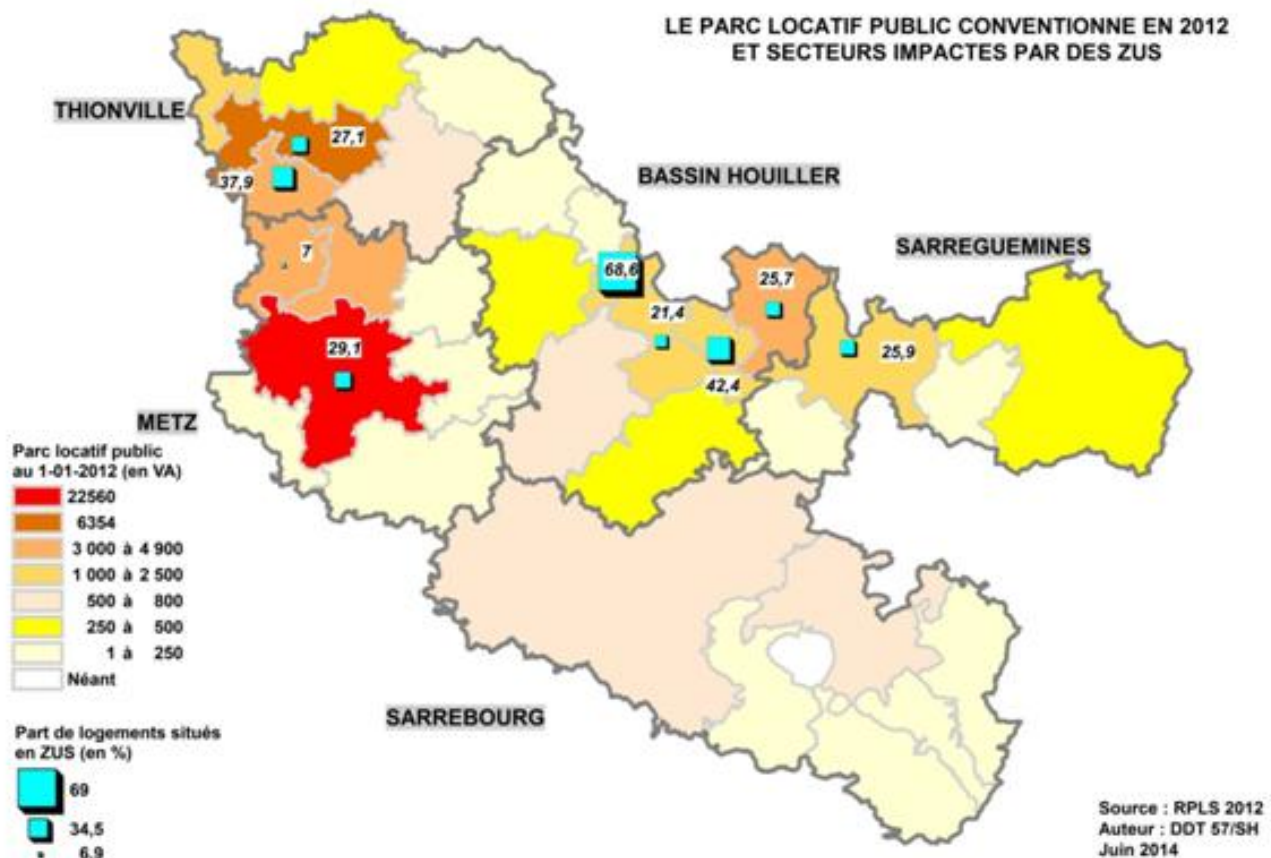 LE PARC LOCATIF PUBLIC CONVENTIONNE EN 2012
ET SECTEURS IMPACTES PAR DES ZUS
THIONVILLE
27,1
37,9
BASSIN HOUILLER
SARREGUEMINES
7
68,6
25,7
21,4
29,1
25,9
42,4
METZ
Parc locatif public
au 1-01-2012 (en VA)
22560
6354
3 000 à 4 900
1 000 à 2 500
500 à 800
250 à 500
1 à 250
Néant
SARREBOURG
Part de logements situés
en ZUS (en %)
69
34,5
6,9
Source : RPLS 2012
Auteur : DDT 57/SH
Juin 2014